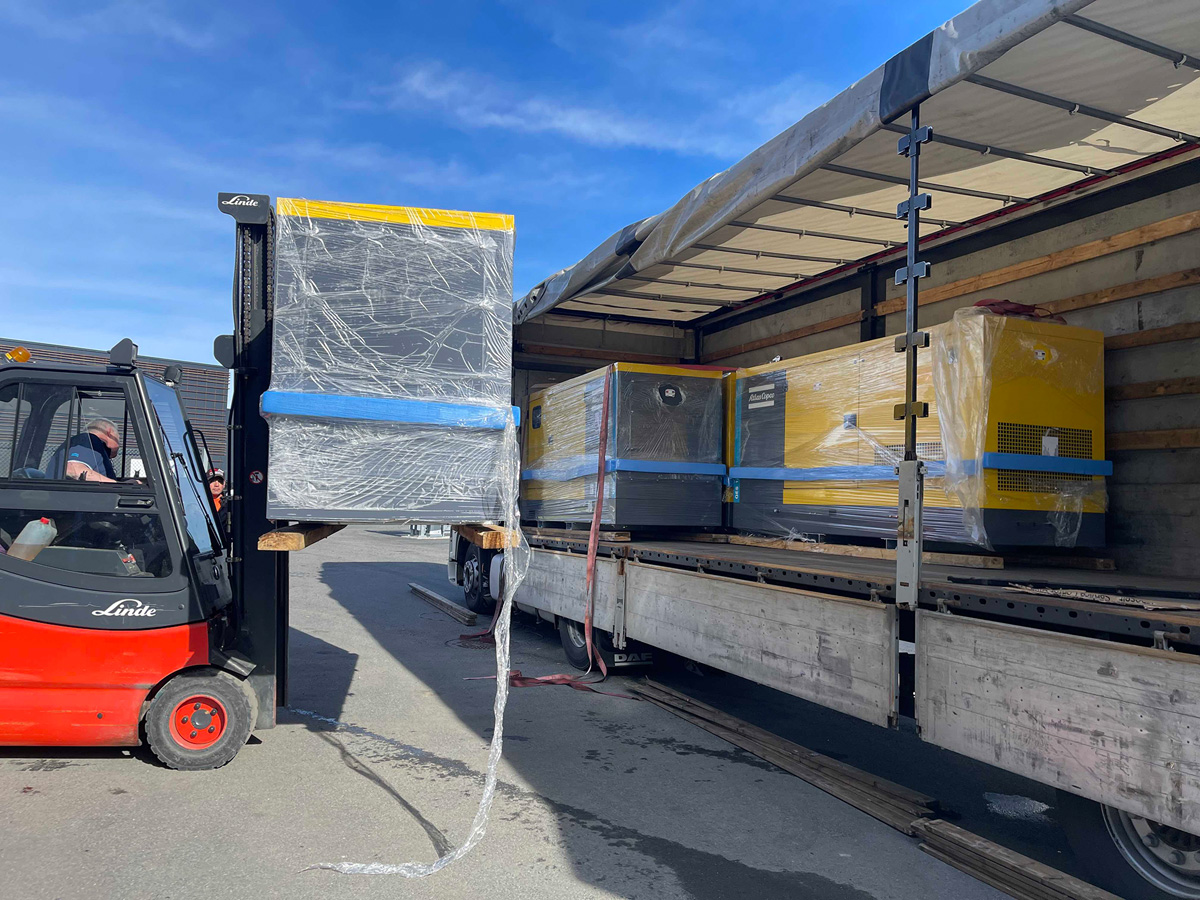 Linde
Atlas Copco
Linde
DAF